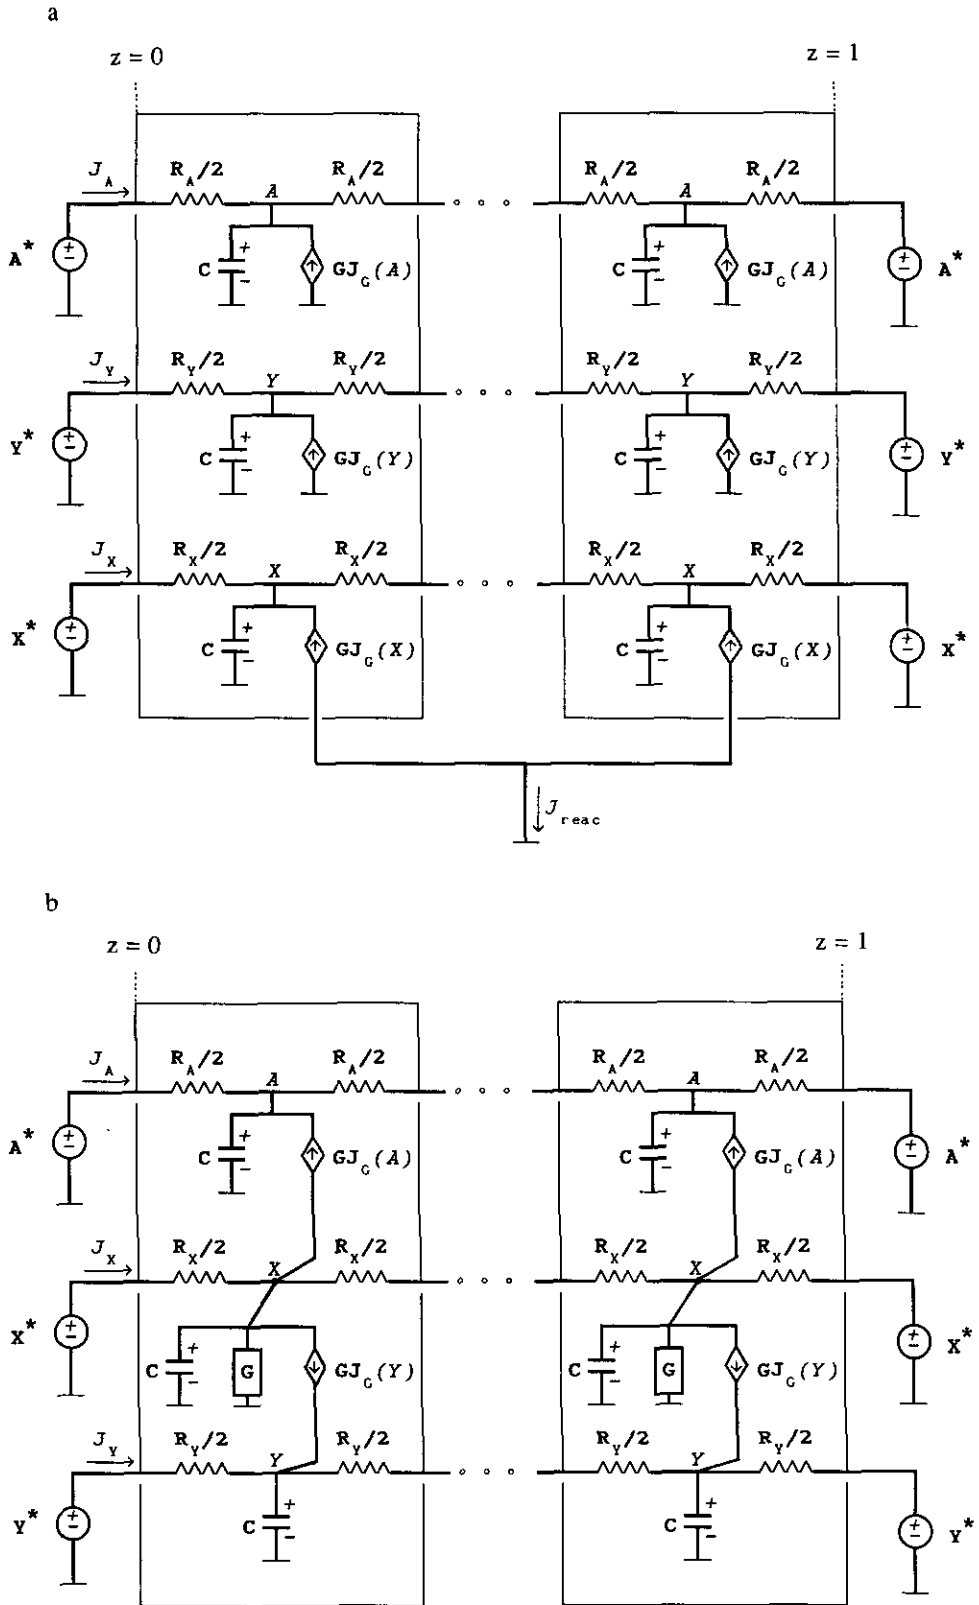 a
z = 0 z = 1
J_A R_A/2 A R_A/2 R_A/2 A R_A/2
A* C + − GJ_G(A) C + − GJ_G(A) A*
J_Y R_Y/2 Y R_Y/2 R_Y/2 Y R_Y/2
Y* C + − GJ_G(Y) C + − GJ_G(Y) Y*
J_X R_X/2 X R_X/2 R_X/2 X R_X/2
X* C + − GJ_G(X) C + − GJ_G(X) X*
J_reac
b
z = 0 z = 1
J_A R_A/2 A R_A/2 R_A/2 A R_A/2
A* C + − GJ_G(A) C + − GJ_G(A) A*
J_X R_X/2 X R_X/2 R_X/2 X R_X/2
X* C + − G GJ_G(Y) C + − G GJ_G(Y) X*
J_Y R_Y/2 Y R_Y/2 R_Y/2 Y R_Y/2
Y* C + − C + − Y*